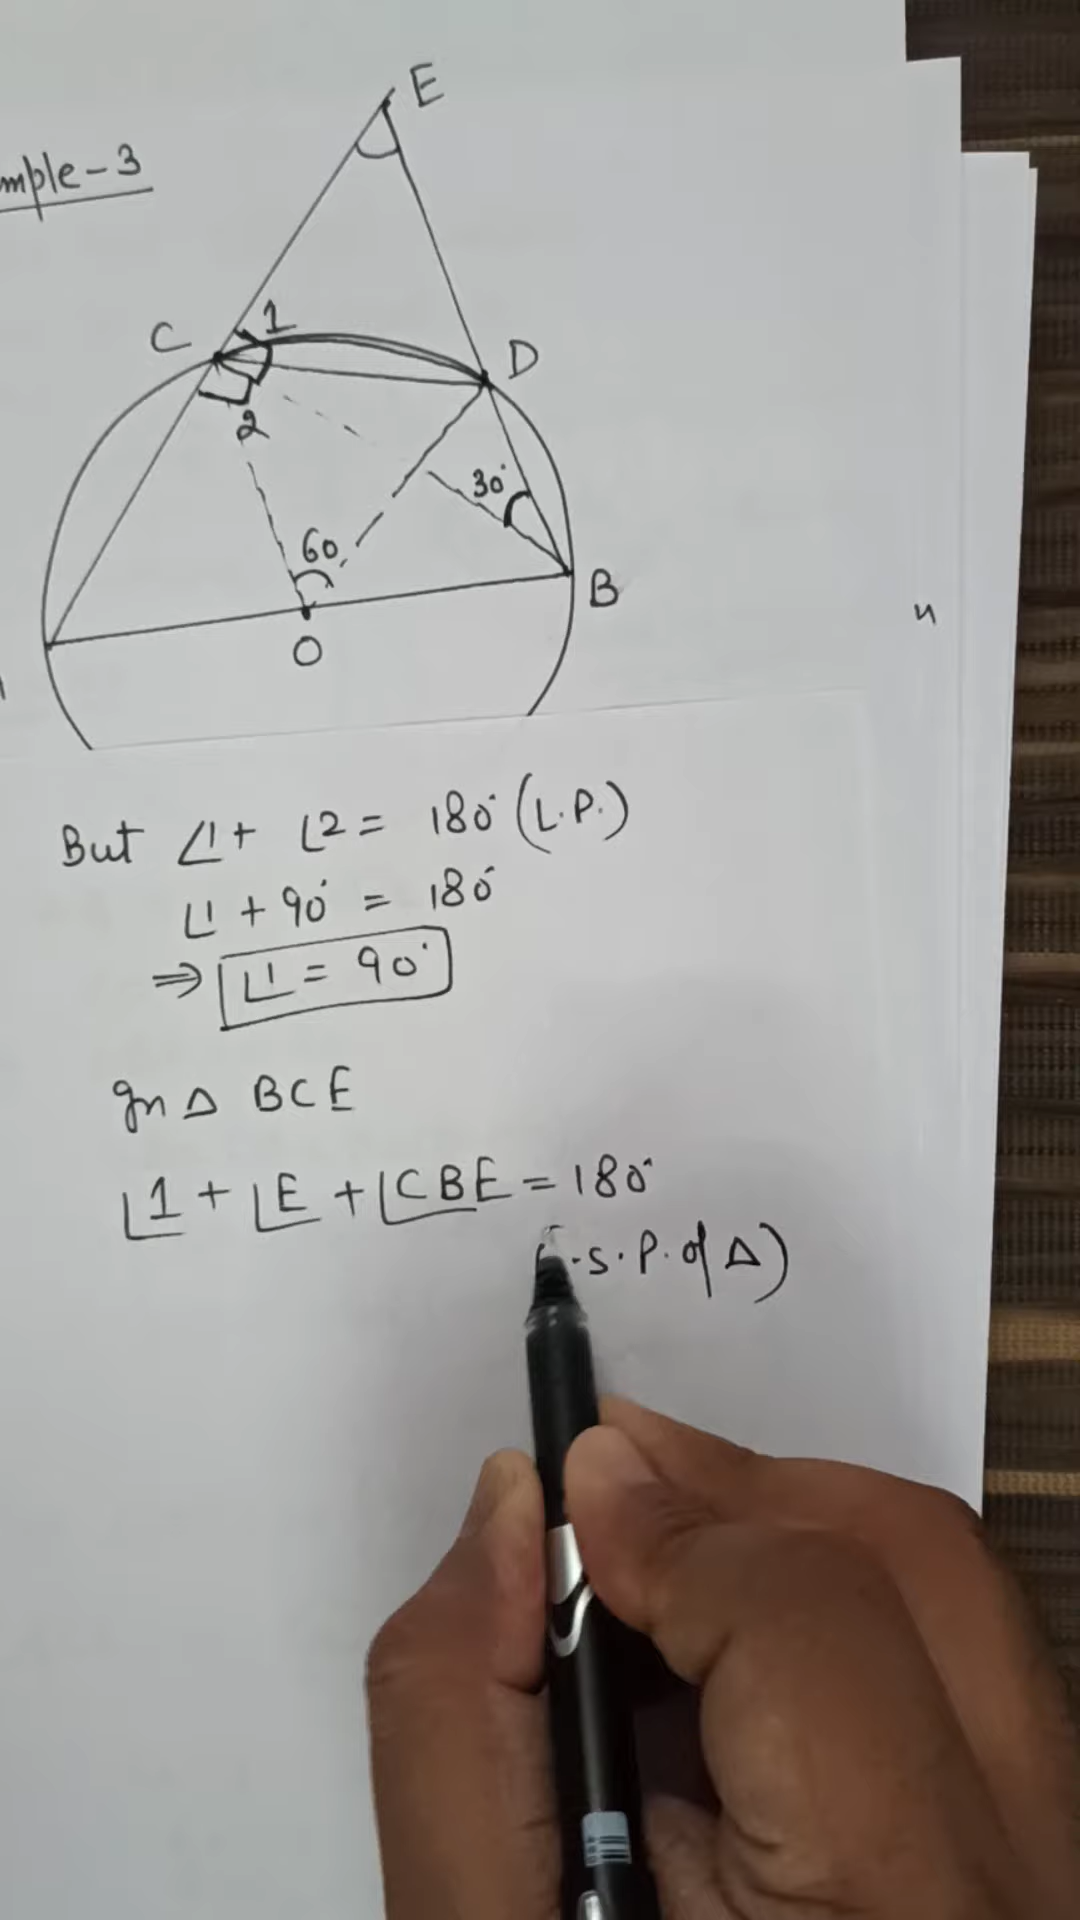 E
mple-3
1
C
D
2
30°
60
B
O
But ∠1 + ∠2 = 180° (L.P.)
∠1 + 90° = 180°
⇒ ∠1 = 90°
In △ BCE
∠1 + ∠E + ∠CBE = 180°
.S.P. of △)